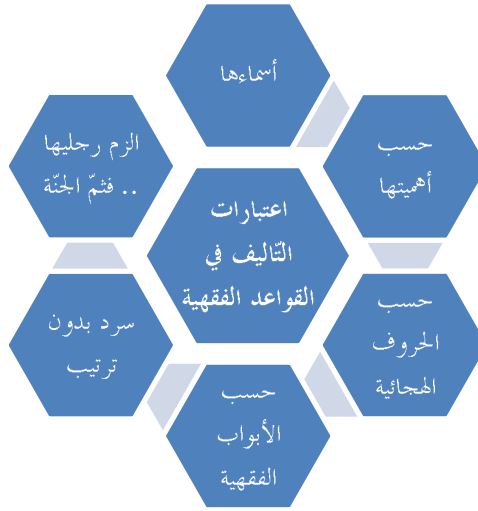 أسماءها
حسب
أهميتها
حسب
الحروف
الهجائية
حسب
الأبواب
الفقهية
سرد بدون
ترتيب
الزم رجليها
.. فثمّ الجنّة
اعتبارات
التّاليف في
القواعد الفقهية